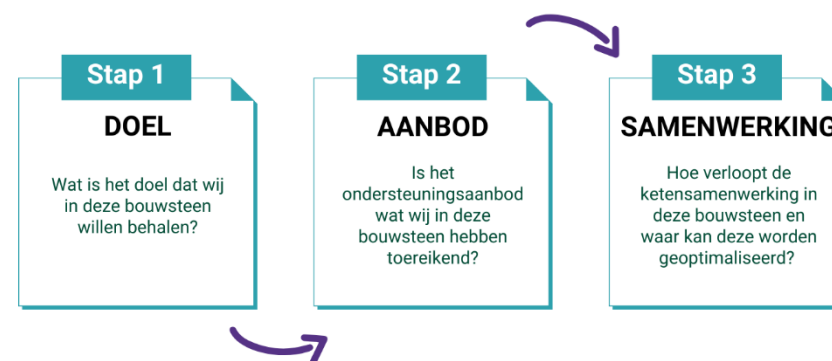 Stap 1
DOEL
Wat is het doel dat wij
in deze bouwsteen
willen behalen?
Stap 2
AANBOD
Is het
ondersteuningsaanbod
wat wij in deze
bouwsteen hebben
toereikend?
Stap 3
SAMENWERKING
Hoe verloopt de
ketensamenwerking in
deze bouwsteen en
waar kan deze worden
geoptimaliseerd?